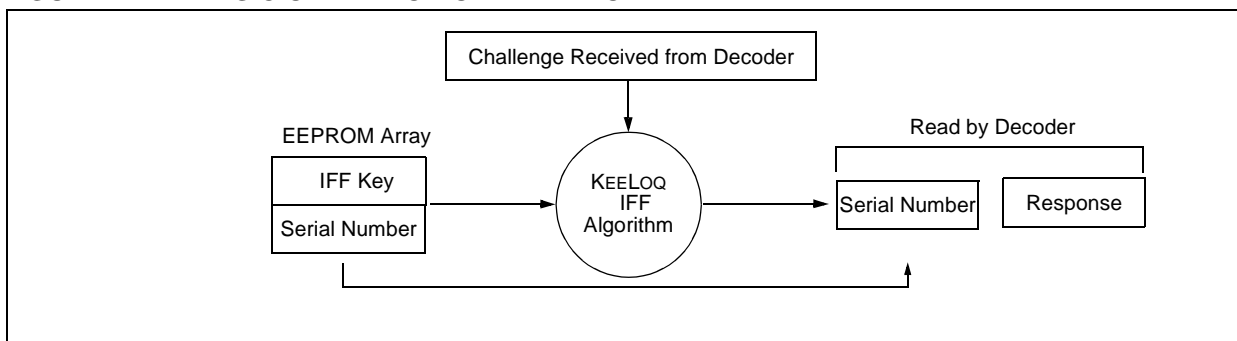 Challenge Received from Decoder
EEPROM Array
IFF Key
Serial Number
KEELOQ
IFF
Algorithm
Read by Decoder
Serial Number
Response